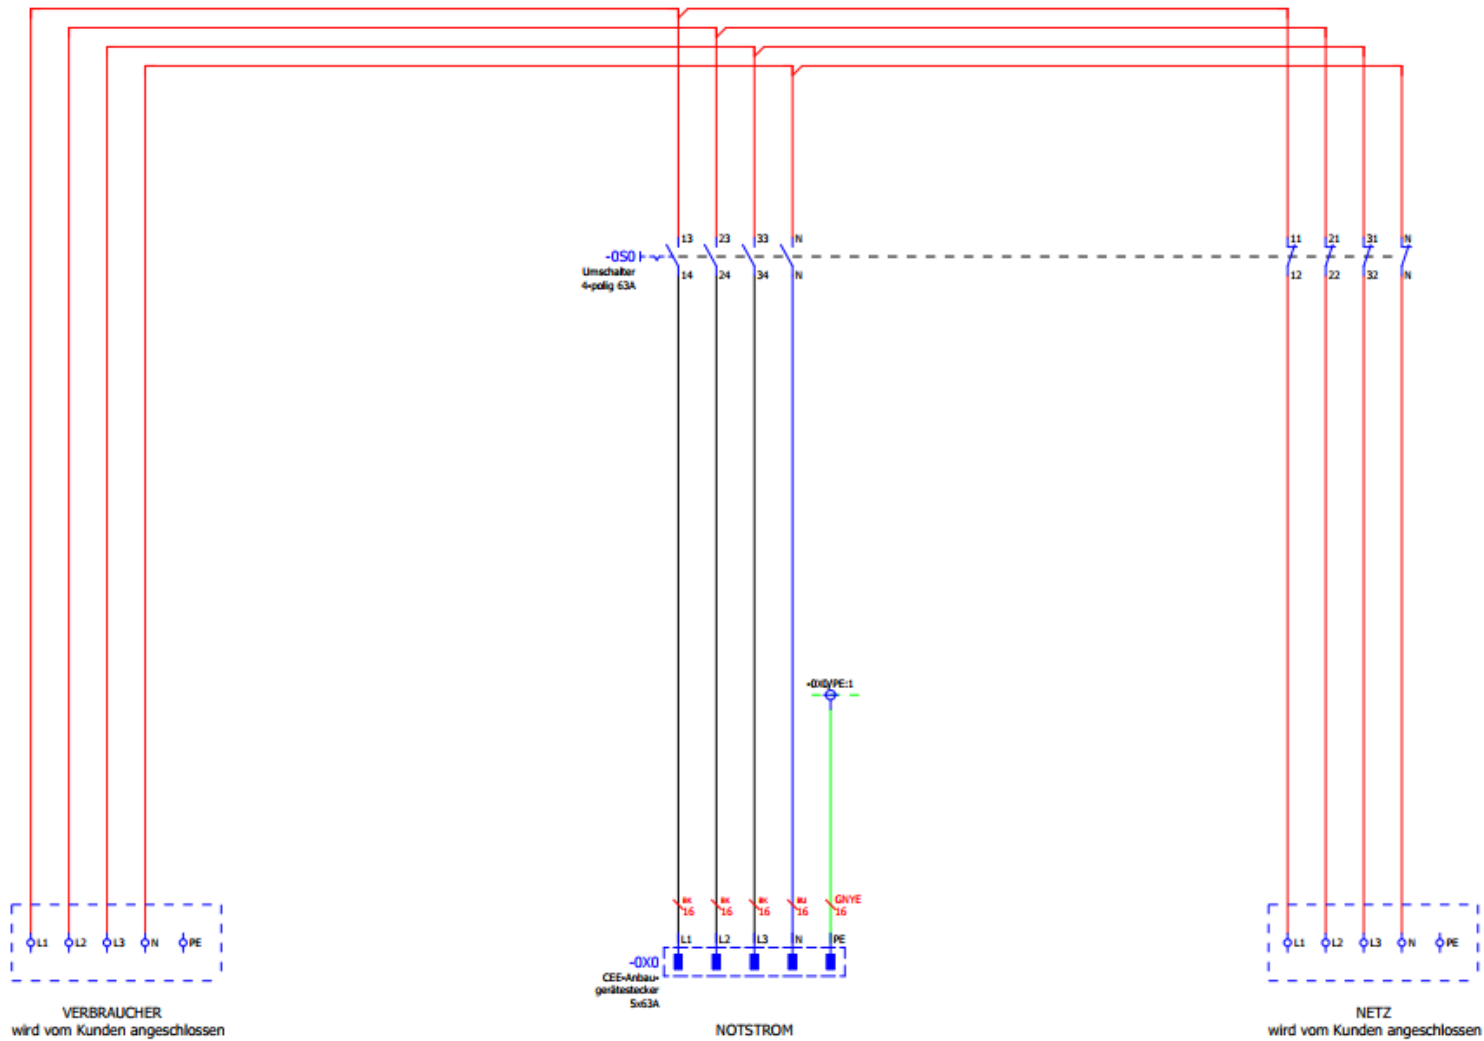 13 23 33 N
11 21 31 N
-0S0
Umschalter
4-polig 63A
14 24 34 N
12 22 32 N
-0X0/PE:1
BK BK BK BU GNYE
16 16 16 16 16
L1 L2 L3 N PE
L1 L2 L3 N PE
L1 L2 L3 N PE
-0X0
CEE-Anbau-
gerätestecker
5x63A
VERBRAUCHER
wird vom Kunden angeschlossen
NOTSTROM
NETZ
wird vom Kunden angeschlossen